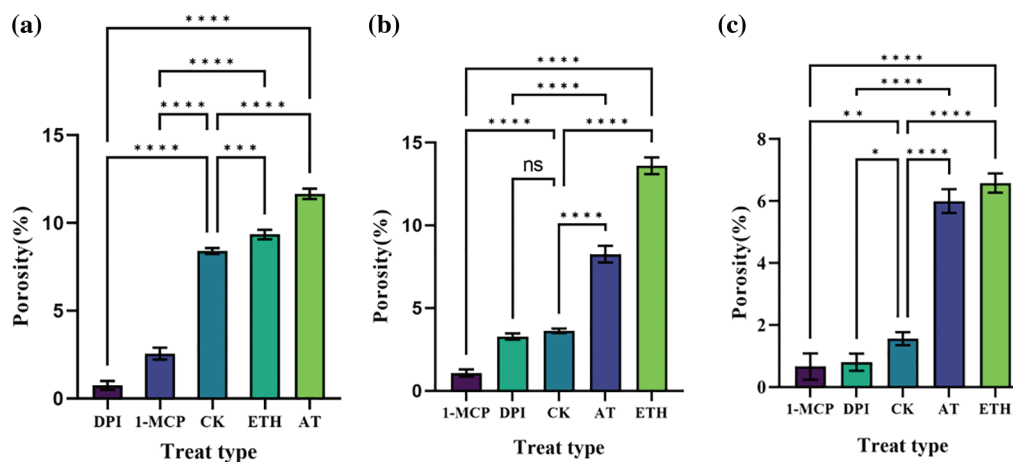 (a)
* * * *
* * * *
* * * * * * * *
* * * * * * *
15
10
5
0
Porosity(%)
DPI 1-MCP CK ETH AT
Treat type
(b)
* * * *
* * * *
* * * * * * * *
ns
* * * *
15
10
5
0
Porosity(%)
1-MCP DPI CK AT ETH
Treat type
(c)
* * * *
* * * *
* * * * * *
* * * * *
8
6
4
2
0
Porosity(%)
1-MCP DPI CK AT ETH
Treat type